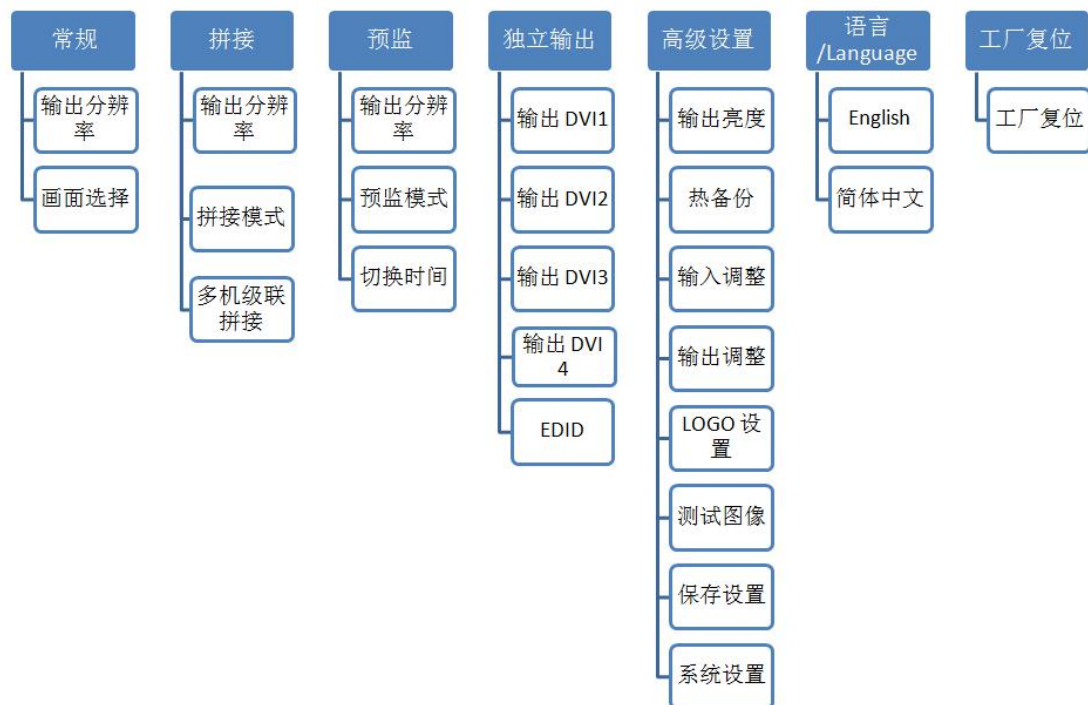 常规
输出分辨
率
画面选择
拼接
输出分辨
率
拼接模式
多机级联
拼接
预监
输出分辨
率
预监模式
切换时间
独立输出
输出 DVI1
输出 DVI2
输出 DVI3
输出 DVI
4
EDID
高级设置
输出亮度
热备份
输入调整
输出调整
LOGO 设
置
测试图像
保存设置
系统设置
语言
/Language
English
简体中文
工厂复位
工厂复位